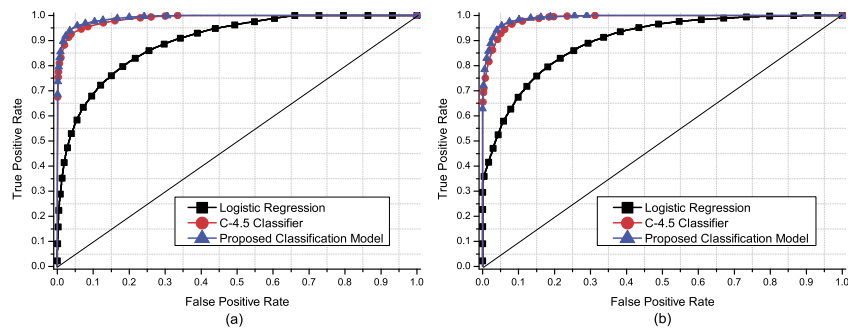 1.0
0.9
0.8
0.7
0.6
0.5
0.4
0.3
0.2
0.1
0.0
True Positive Rate
Logistic Regression
C-4.5 Classifier
Proposed Classification Model
0.0 0.1 0.2 0.3 0.4 0.5 0.6 0.7 0.8 0.9 1.0
False Positive Rate
(a)
1.0
0.9
0.8
0.7
0.6
0.5
0.4
0.3
0.2
0.1
0.0
True Positive Rate
Logistic Regression
C-4.5 Classifier
Proposed Classification Model
0.0 0.1 0.2 0.3 0.4 0.5 0.6 0.7 0.8 0.9 1.0
False Positive Rate
(b)